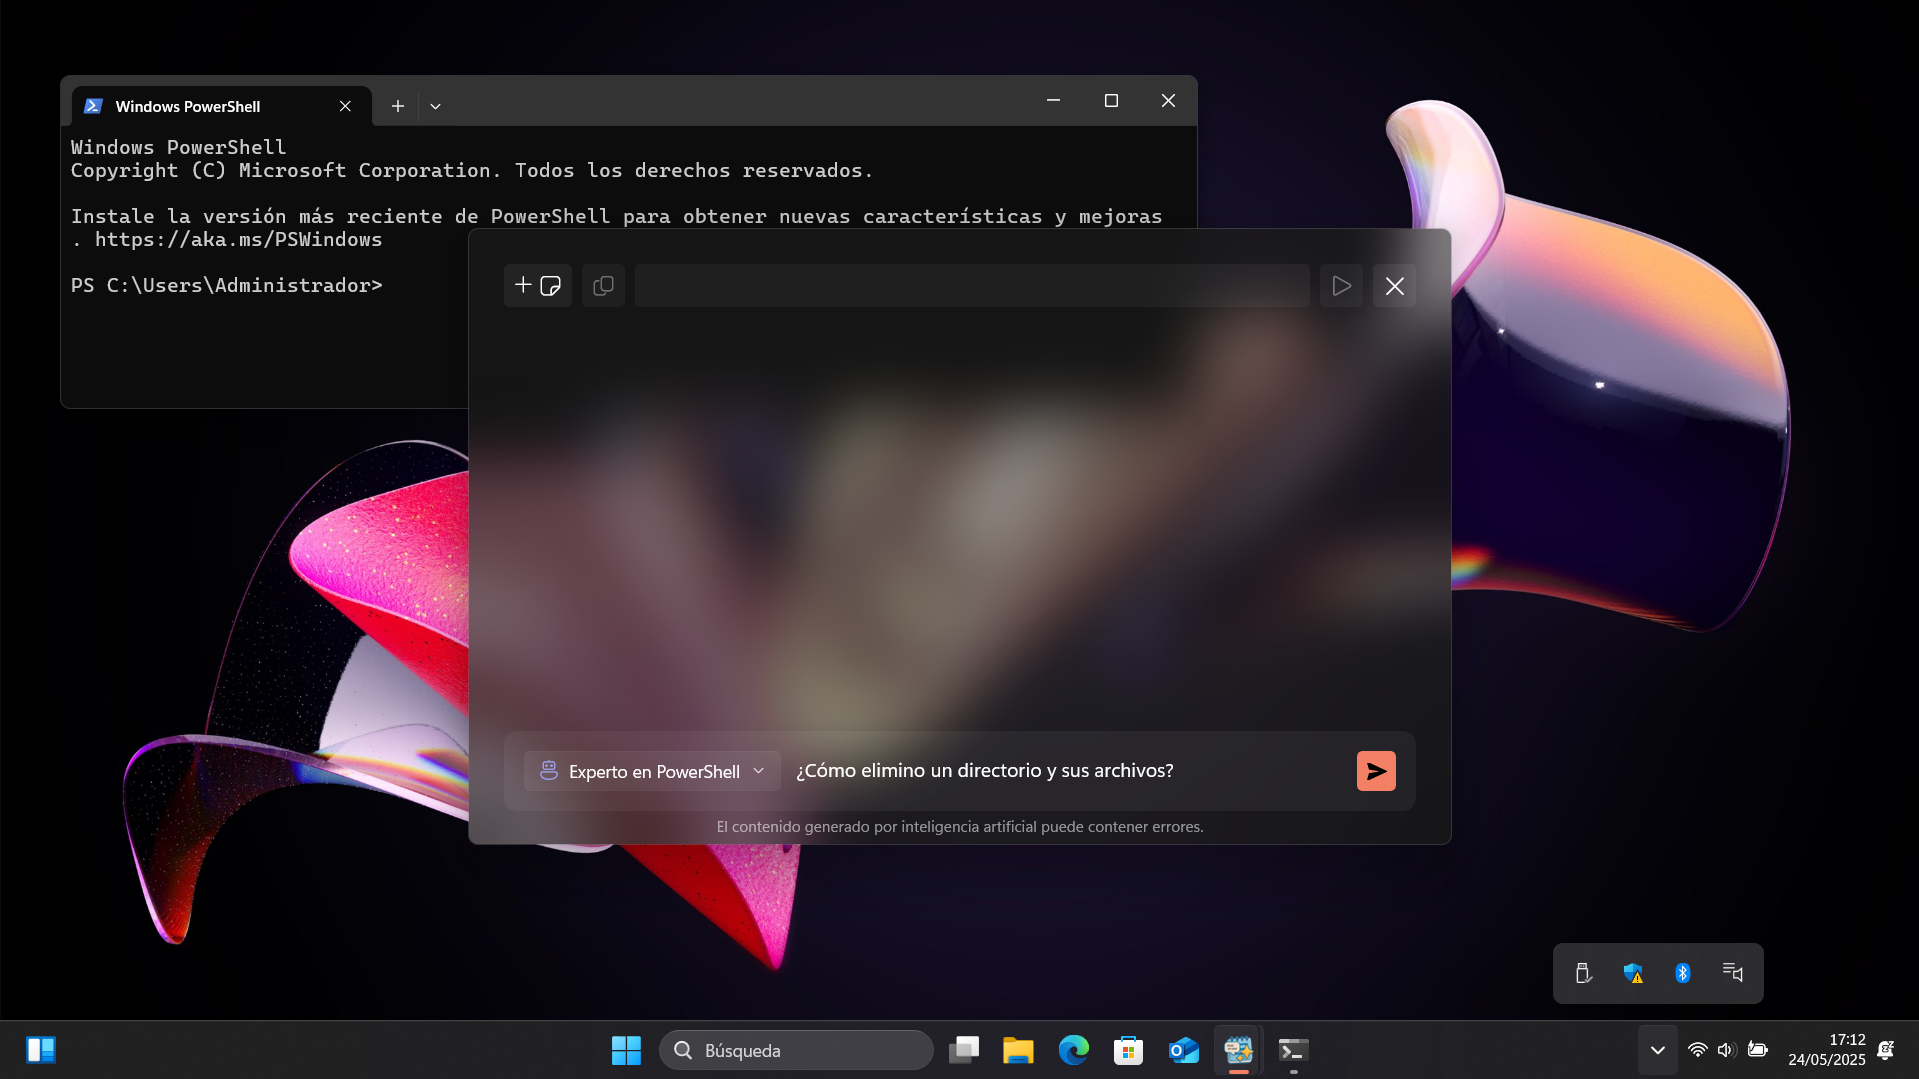 Windows PowerShell
Windows PowerShell
Copyright (C) Microsoft Corporation. Todos los derechos reservados.
Instale la versión más reciente de PowerShell para obtener nuevas características y mejoras
. https://aka.ms/PSWindows
PS C:\Users\Administrador>
Experto en PowerShell
¿Cómo elimino un directorio y sus archivos?
El contenido generado por inteligencia artificial puede contener errores.
Búsqueda
17:12
24/05/2025